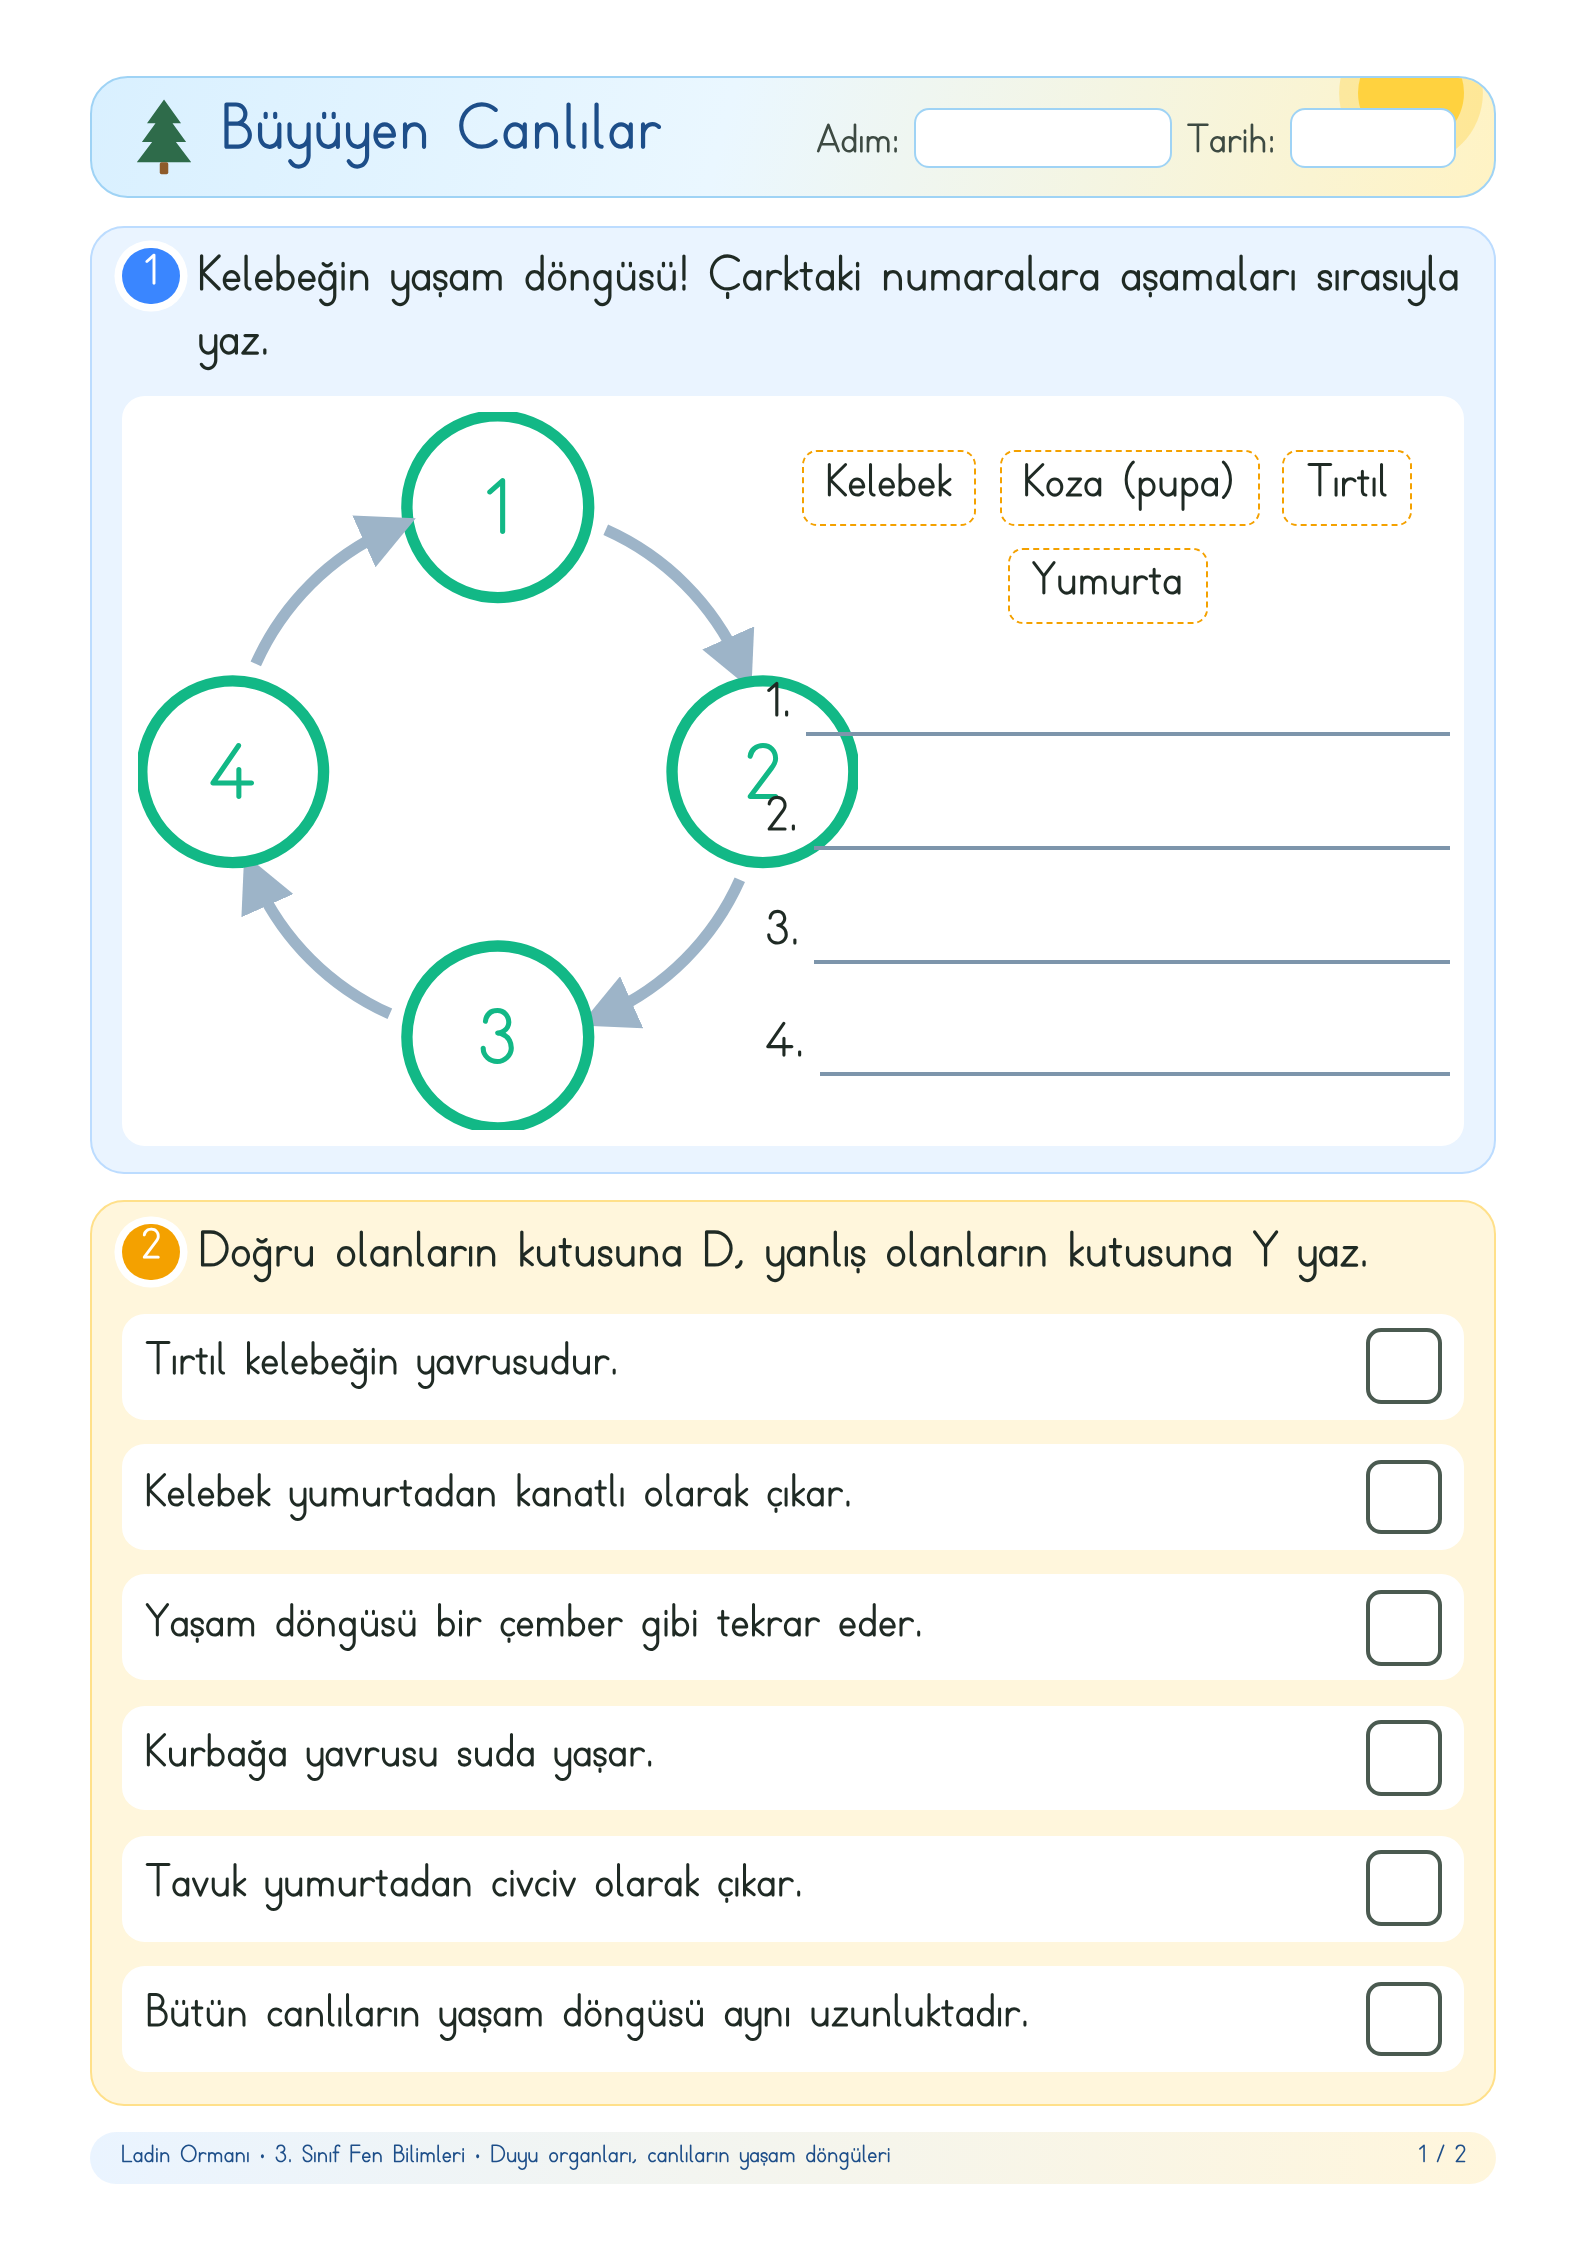 Büyüyen Canlılar
Adım:
Tarih:
1
Kelebeğin yaşam döngüsü! Çarktaki numaralara aşamaları sırasıyla
yaz.
1
2
3
4
Kelebek
Koza (pupa)
Tırtıl
Yumurta
1.
2.
3.
4.
2
Doğru olanların kutusuna D, yanlış olanların kutusuna Y yaz.
Tırtıl kelebeğin yavrusudur.
Kelebek yumurtadan kanatlı olarak çıkar.
Yaşam döngüsü bir çember gibi tekrar eder.
Kurbağa yavrusu suda yaşar.
Tavuk yumurtadan civciv olarak çıkar.
Bütün canlıların yaşam döngüsü aynı uzunluktadır.
Ladin Ormanı • 3. Sınıf Fen Bilimleri • Duyu organları, canlıların yaşam döngüleri
1 / 2